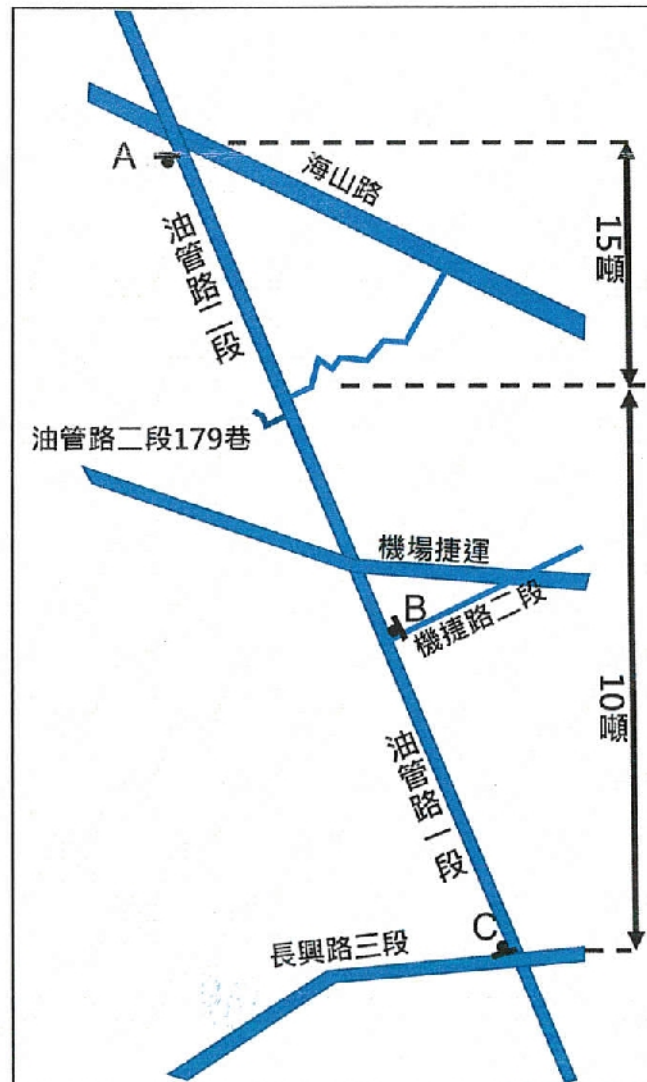 A
海山路
15噸
油管路二段
油管路二段179巷
機場捷運
B
機捷路二段
10噸
油管路一段
C
長興路三段